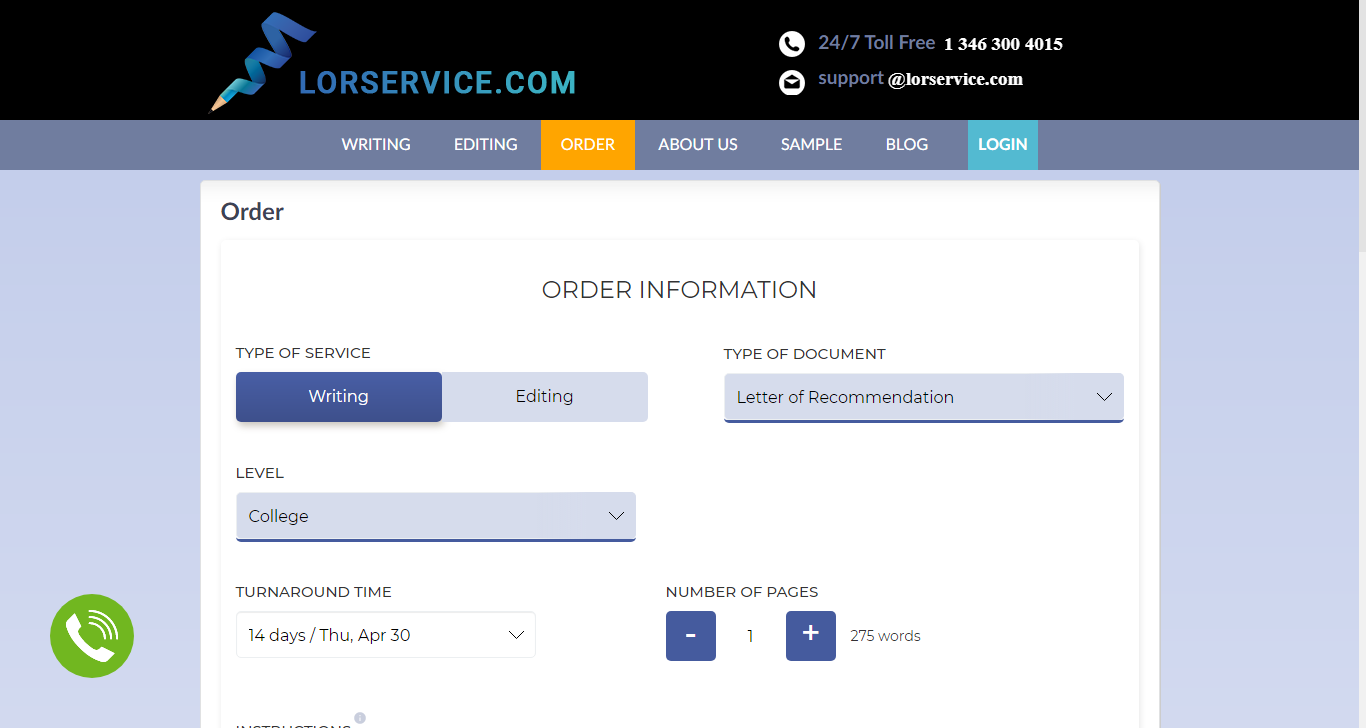 LORSERVICE.COM
24/7 Toll Free 1 346 300 4015
support @lorservice.com
WRITING EDITING ORDER ABOUT US SAMPLE BLOG LOGIN
Order
ORDER INFORMATION
TYPE OF SERVICE
TYPE OF DOCUMENT
Writing Editing
Letter of Recommendation
LEVEL
College
TURNAROUND TIME
NUMBER OF PAGES
14 days / Thu, Apr 30
- 1 + 275 words
INSTRUCTIONS